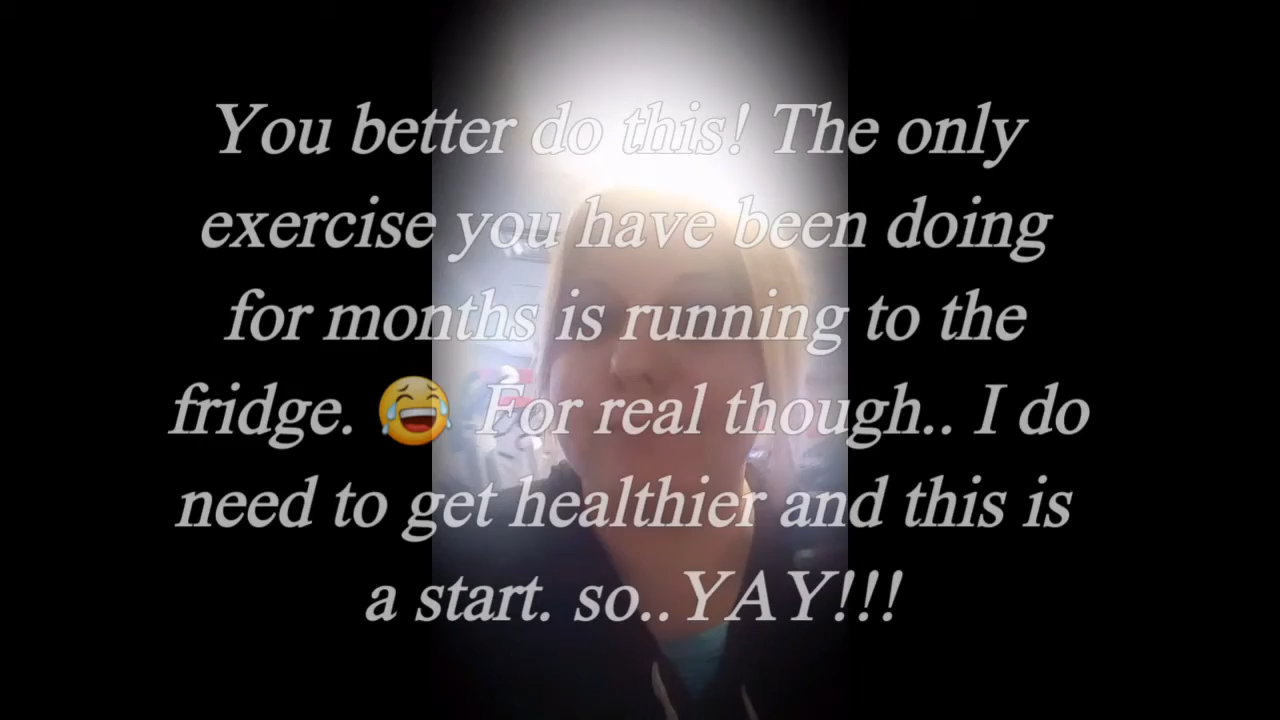 You better do this! The only
exercise you have been doing
for months is running to the
fridge. 😂 For real though.. I do
need to get healthier and this is
a start. so..YAY!!!